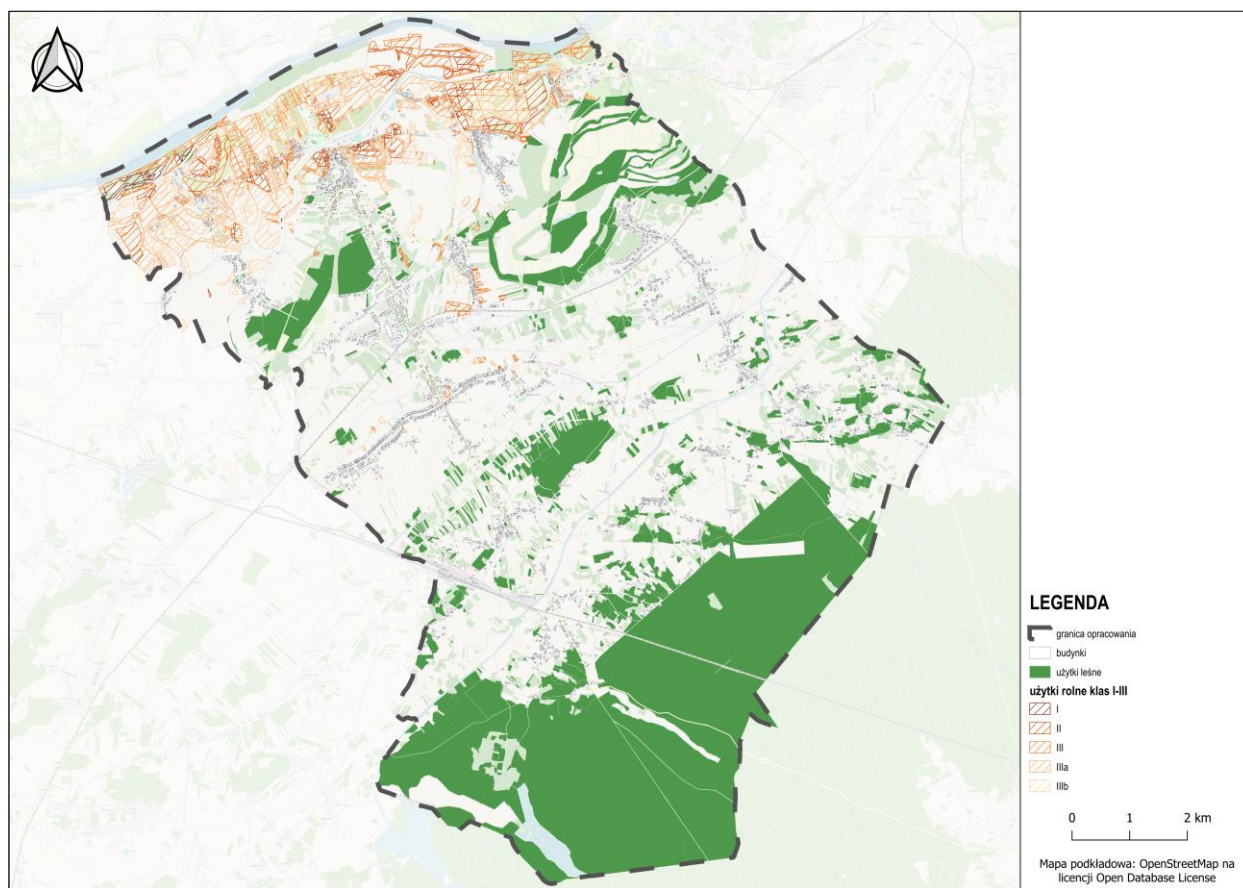 LEGENDA
granica opracowania
budynki
użytki leśne
użytki rolne klas I-III
I
II
III
IIIa
IIIb
0 1 2 km
Mapa podkładowa: OpenStreetMap na
licencji Open Database License